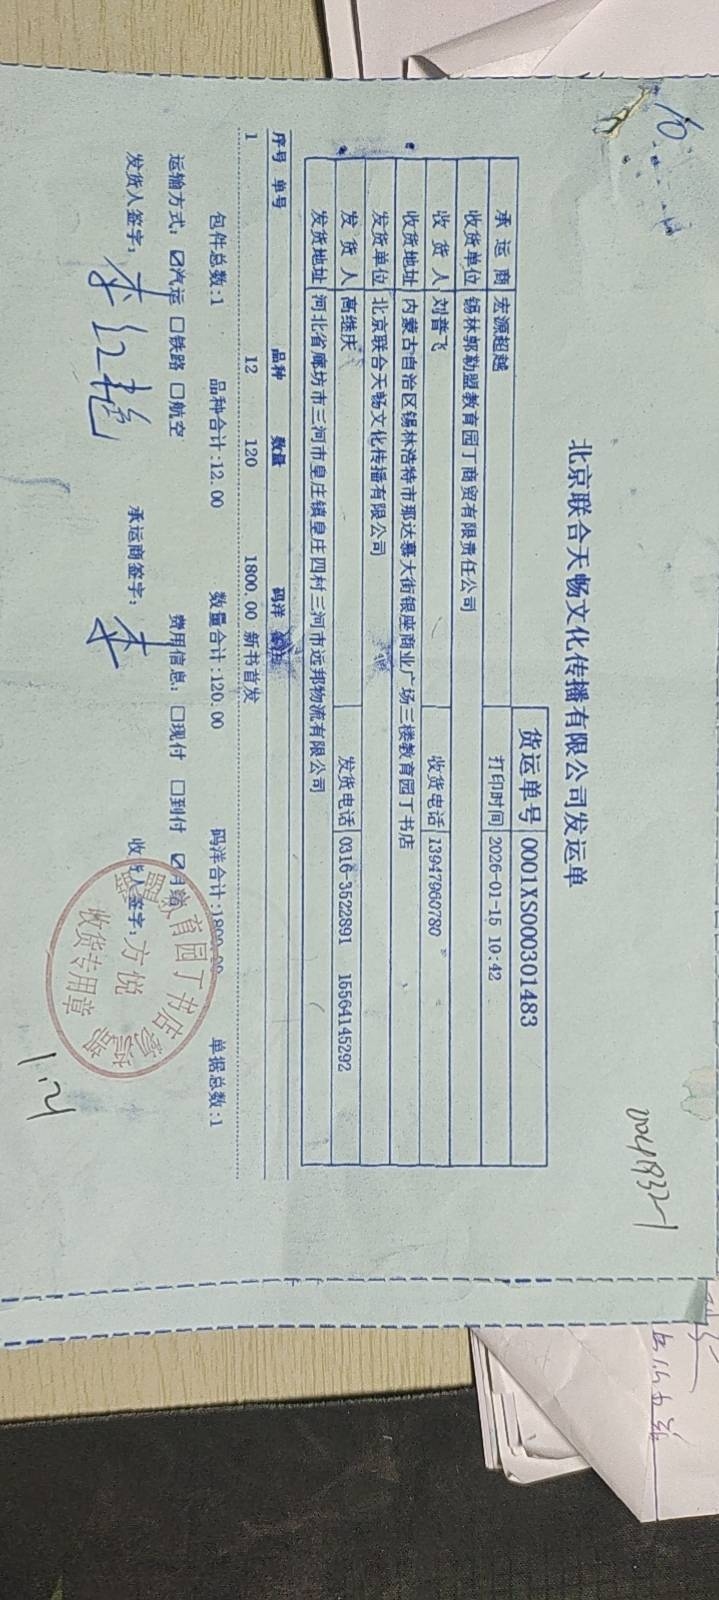 10
0041932-1
北京联合天畅文化传播有限公司发运单
货运单号 0001XS000301483
承运商 宏源超越 打印时间 2026-01-15 10:42
收货单位 锡林郭勒盟教育园丁商贸有限责任公司
收货人 刘普飞 收货电话 13947960780
收货地址 内蒙古自治区锡林浩特市那达慕大街银座商业广场三楼教育园丁书店
发货单位 北京联合天畅文化传播有限公司
发货人 高继庆 发货电话 0316-3522891 15564145292
发货地址 河北省廊坊市三河市皇庄镇皇庄四村三河市远邦物流有限公司
序号 单号 品种 数量 码洋
1 12 120 1800.00 新书首发
包件总数:1 品种合计:12.00 数量合计:120.00 码洋合计:1800.00 单据总数:1
运输方式: ☑汽运 □铁路 □航空 费用信息: □现付 □到付 ☑月结
发货人签字: 李红艳 承运商签字: 李 收货人签字:
教育园丁书店
方悦
收货专用章
1.21